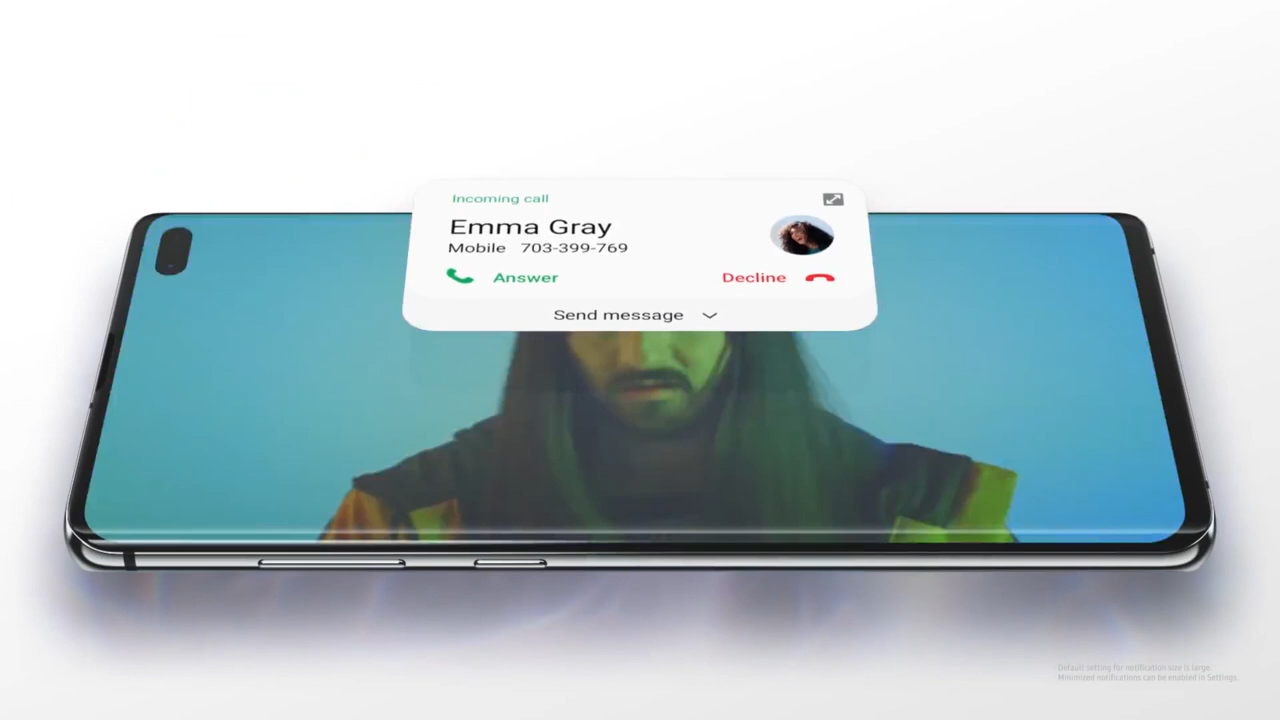 Incoming call
Emma Gray
Mobile 703-399-769
Answer Decline
Send message
Default setting for notification size is large.
Minimized notifications can be enabled in Settings.